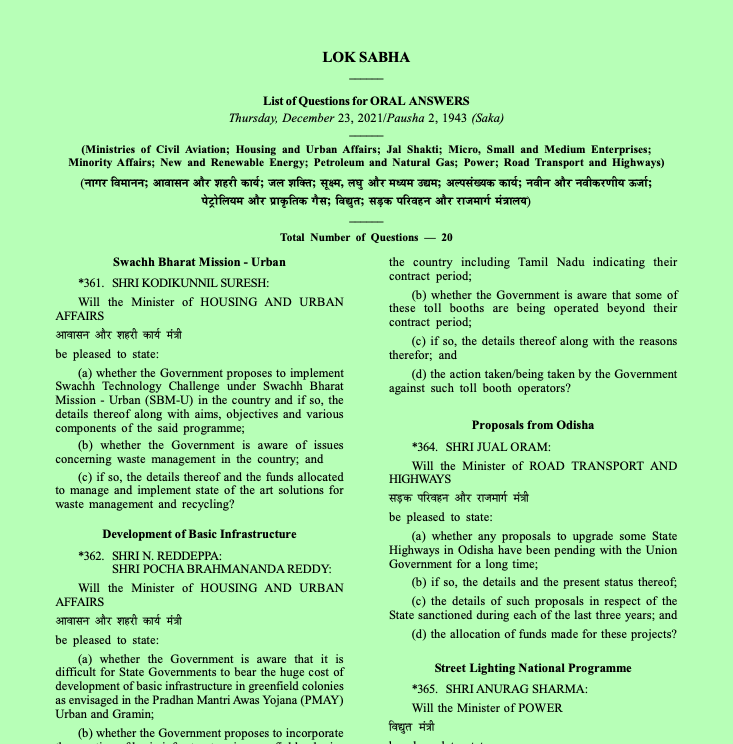 LOK SABHA
List of Questions for ORAL ANSWERS
Thursday, December 23, 2021/Pausha 2, 1943 (Saka)
(Ministries of Civil Aviation; Housing and Urban Affairs; Jal Shakti; Micro, Small and Medium Enterprises;
Minority Affairs; New and Renewable Energy; Petroleum and Natural Gas; Power; Road Transport and Highways)
(नागर विमानन; आवासन और शहरी कार्य; जल शक्ति; सूक्ष्म, लघु और मध्यम उद्यम; अल्पसंख्यक कार्य; नवीन और नवीकरणीय ऊर्जा;
पेट्रोलियम और प्राकृतिक गैस; विद्युत; सड़क परिवहन और राजमार्ग मंत्रालय)
Total Number of Questions — 20
Swachh Bharat Mission - Urban
*361. SHRI KODIKUNNIL SURESH:
Will the Minister of HOUSING AND URBAN
AFFAIRS
आवासन और शहरी कार्य मंत्री
be pleased to state:
(a) whether the Government proposes to implement
Swachh Technology Challenge under Swachh Bharat
Mission - Urban (SBM-U) in the country and if so, the
details thereof along with aims, objectives and various
components of the said programme;
(b) whether the Government is aware of issues
concerning waste management in the country; and
(c) if so, the details thereof and the funds allocated
to manage and implement state of the art solutions for
waste management and recycling?
Development of Basic Infrastructure
*362. SHRI N. REDDEPPA:
SHRI POCHA BRAHMANANDA REDDY:
Will the Minister of HOUSING AND URBAN
AFFAIRS
आवासन और शहरी कार्य मंत्री
be pleased to state:
(a) whether the Government is aware that it is
difficult for State Governments to bear the huge cost of
development of basic infrastructure in greenfield colonies
as envisaged in the Pradhan Mantri Awas Yojana (PMAY)
Urban and Gramin;
(b) whether the Government proposes to incorporate
the country including Tamil Nadu indicating their
contract period;
(b) whether the Government is aware that some of
these toll booths are being operated beyond their
contract period;
(c) if so, the details thereof along with the reasons
therefor; and
(d) the action taken/being taken by the Government
against such toll booth operators?
Proposals from Odisha
*364. SHRI JUAL ORAM:
Will the Minister of ROAD TRANSPORT AND
HIGHWAYS
सड़क परिवहन और राजमार्ग मंत्री
be pleased to state:
(a) whether any proposals to upgrade some State
Highways in Odisha have been pending with the Union
Government for a long time;
(b) if so, the details and the present status thereof;
(c) the details of such proposals in respect of the
State sanctioned during each of the last three years; and
(d) the allocation of funds made for these projects?
Street Lighting National Programme
*365. SHRI ANURAG SHARMA:
Will the Minister of POWER
विद्युत मंत्री